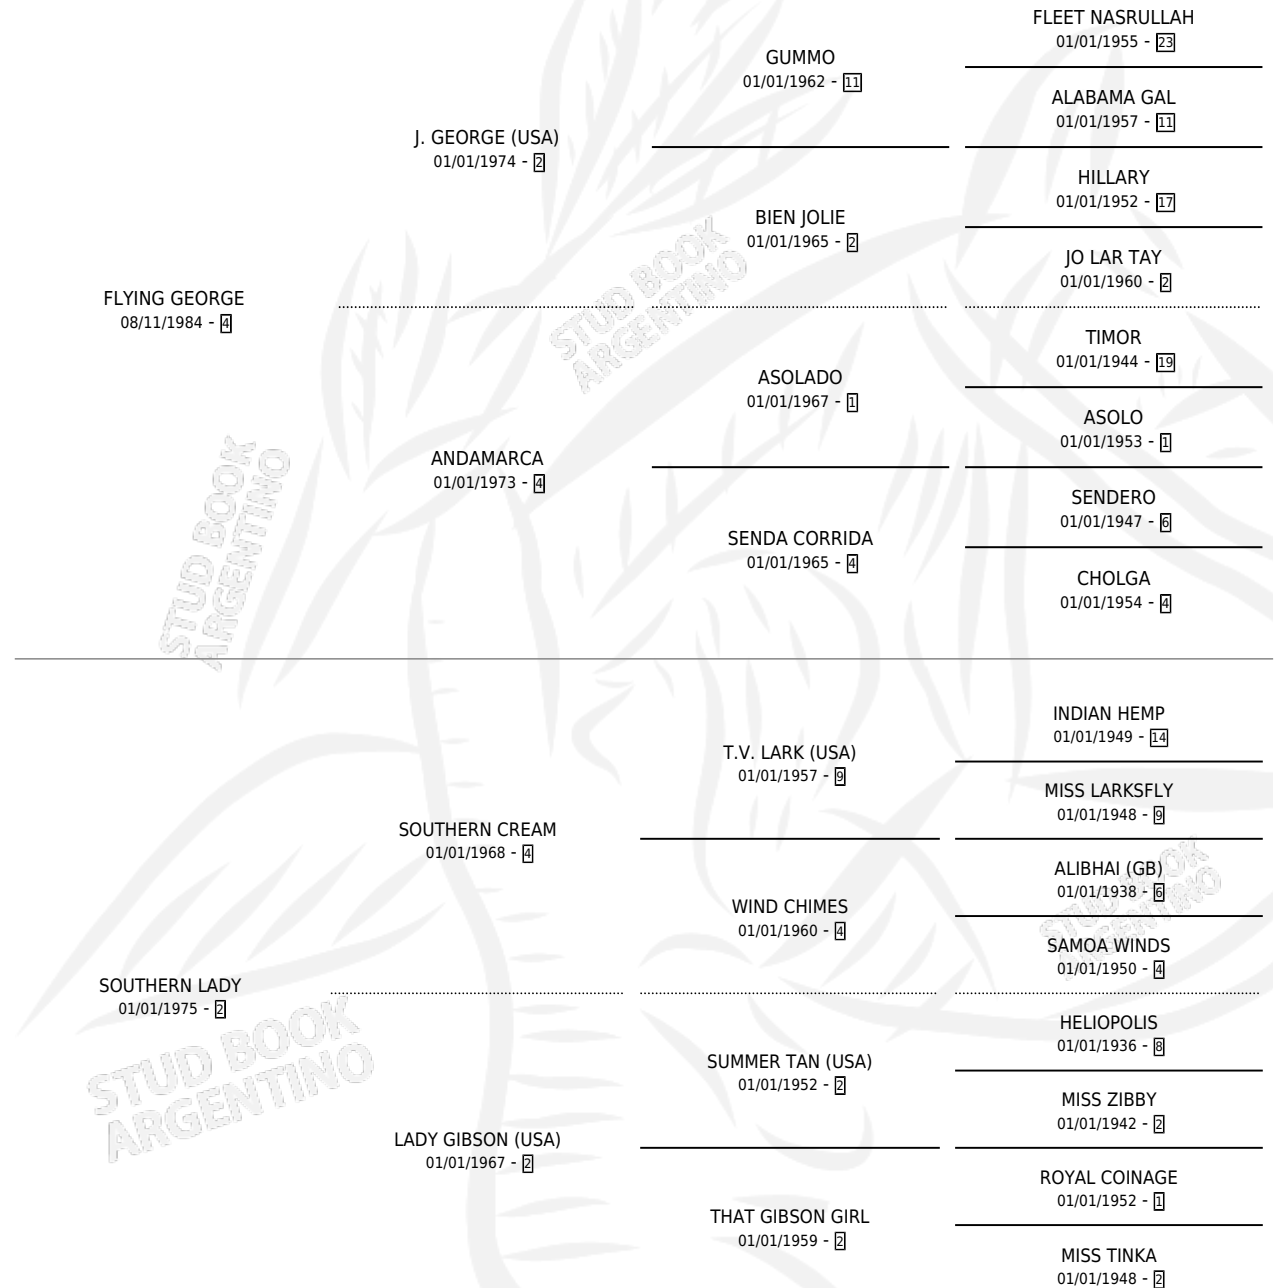 FLEET NASRULLAH
01/01/1955 - 23
GUMMO
01/01/1962 - 11
ALABAMA GAL
01/01/1957 - 11
J. GEORGE (USA)
01/01/1974 - 2
HILLARY
01/01/1952 - 17
BIEN JOLIE
01/01/1965 - 2
JO LAR TAY
01/01/1960 - 2
FLYING GEORGE
08/11/1984 - 4
TIMOR
01/01/1944 - 19
ASOLADO
01/01/1967 - 1
ASOLO
01/01/1953 - 1
ANDAMARCA
01/01/1973 - 4
SENDERO
01/01/1947 - 6
SENDA CORRIDA
01/01/1965 - 4
CHOLGA
01/01/1954 - 4
STUD BOOK
ARGENTINO
STUD BOOK
ARGENTINO
INDIAN HEMP
01/01/1949 - 14
T.V. LARK (USA)
01/01/1957 - 9
MISS LARKSFLY
01/01/1948 - 9
SOUTHERN CREAM
01/01/1968 - 4
ALIBHAI (GB)
01/01/1938 - 6
WIND CHIMES
01/01/1960 - 4
SAMOA WINDS
01/01/1950 - 4
STUD BOOK
ARGENTINO
SOUTHERN LADY
01/01/1975 - 2
HELIOPOLIS
01/01/1936 - 8
SUMMER TAN (USA)
01/01/1952 - 2
MISS ZIBBY
01/01/1942 - 2
STUD BOOK
ARGENTINO
LADY GIBSON (USA)
01/01/1967 - 2
ROYAL COINAGE
01/01/1952 - 1
THAT GIBSON GIRL
01/01/1959 - 2
MISS TINKA
01/01/1948 - 2